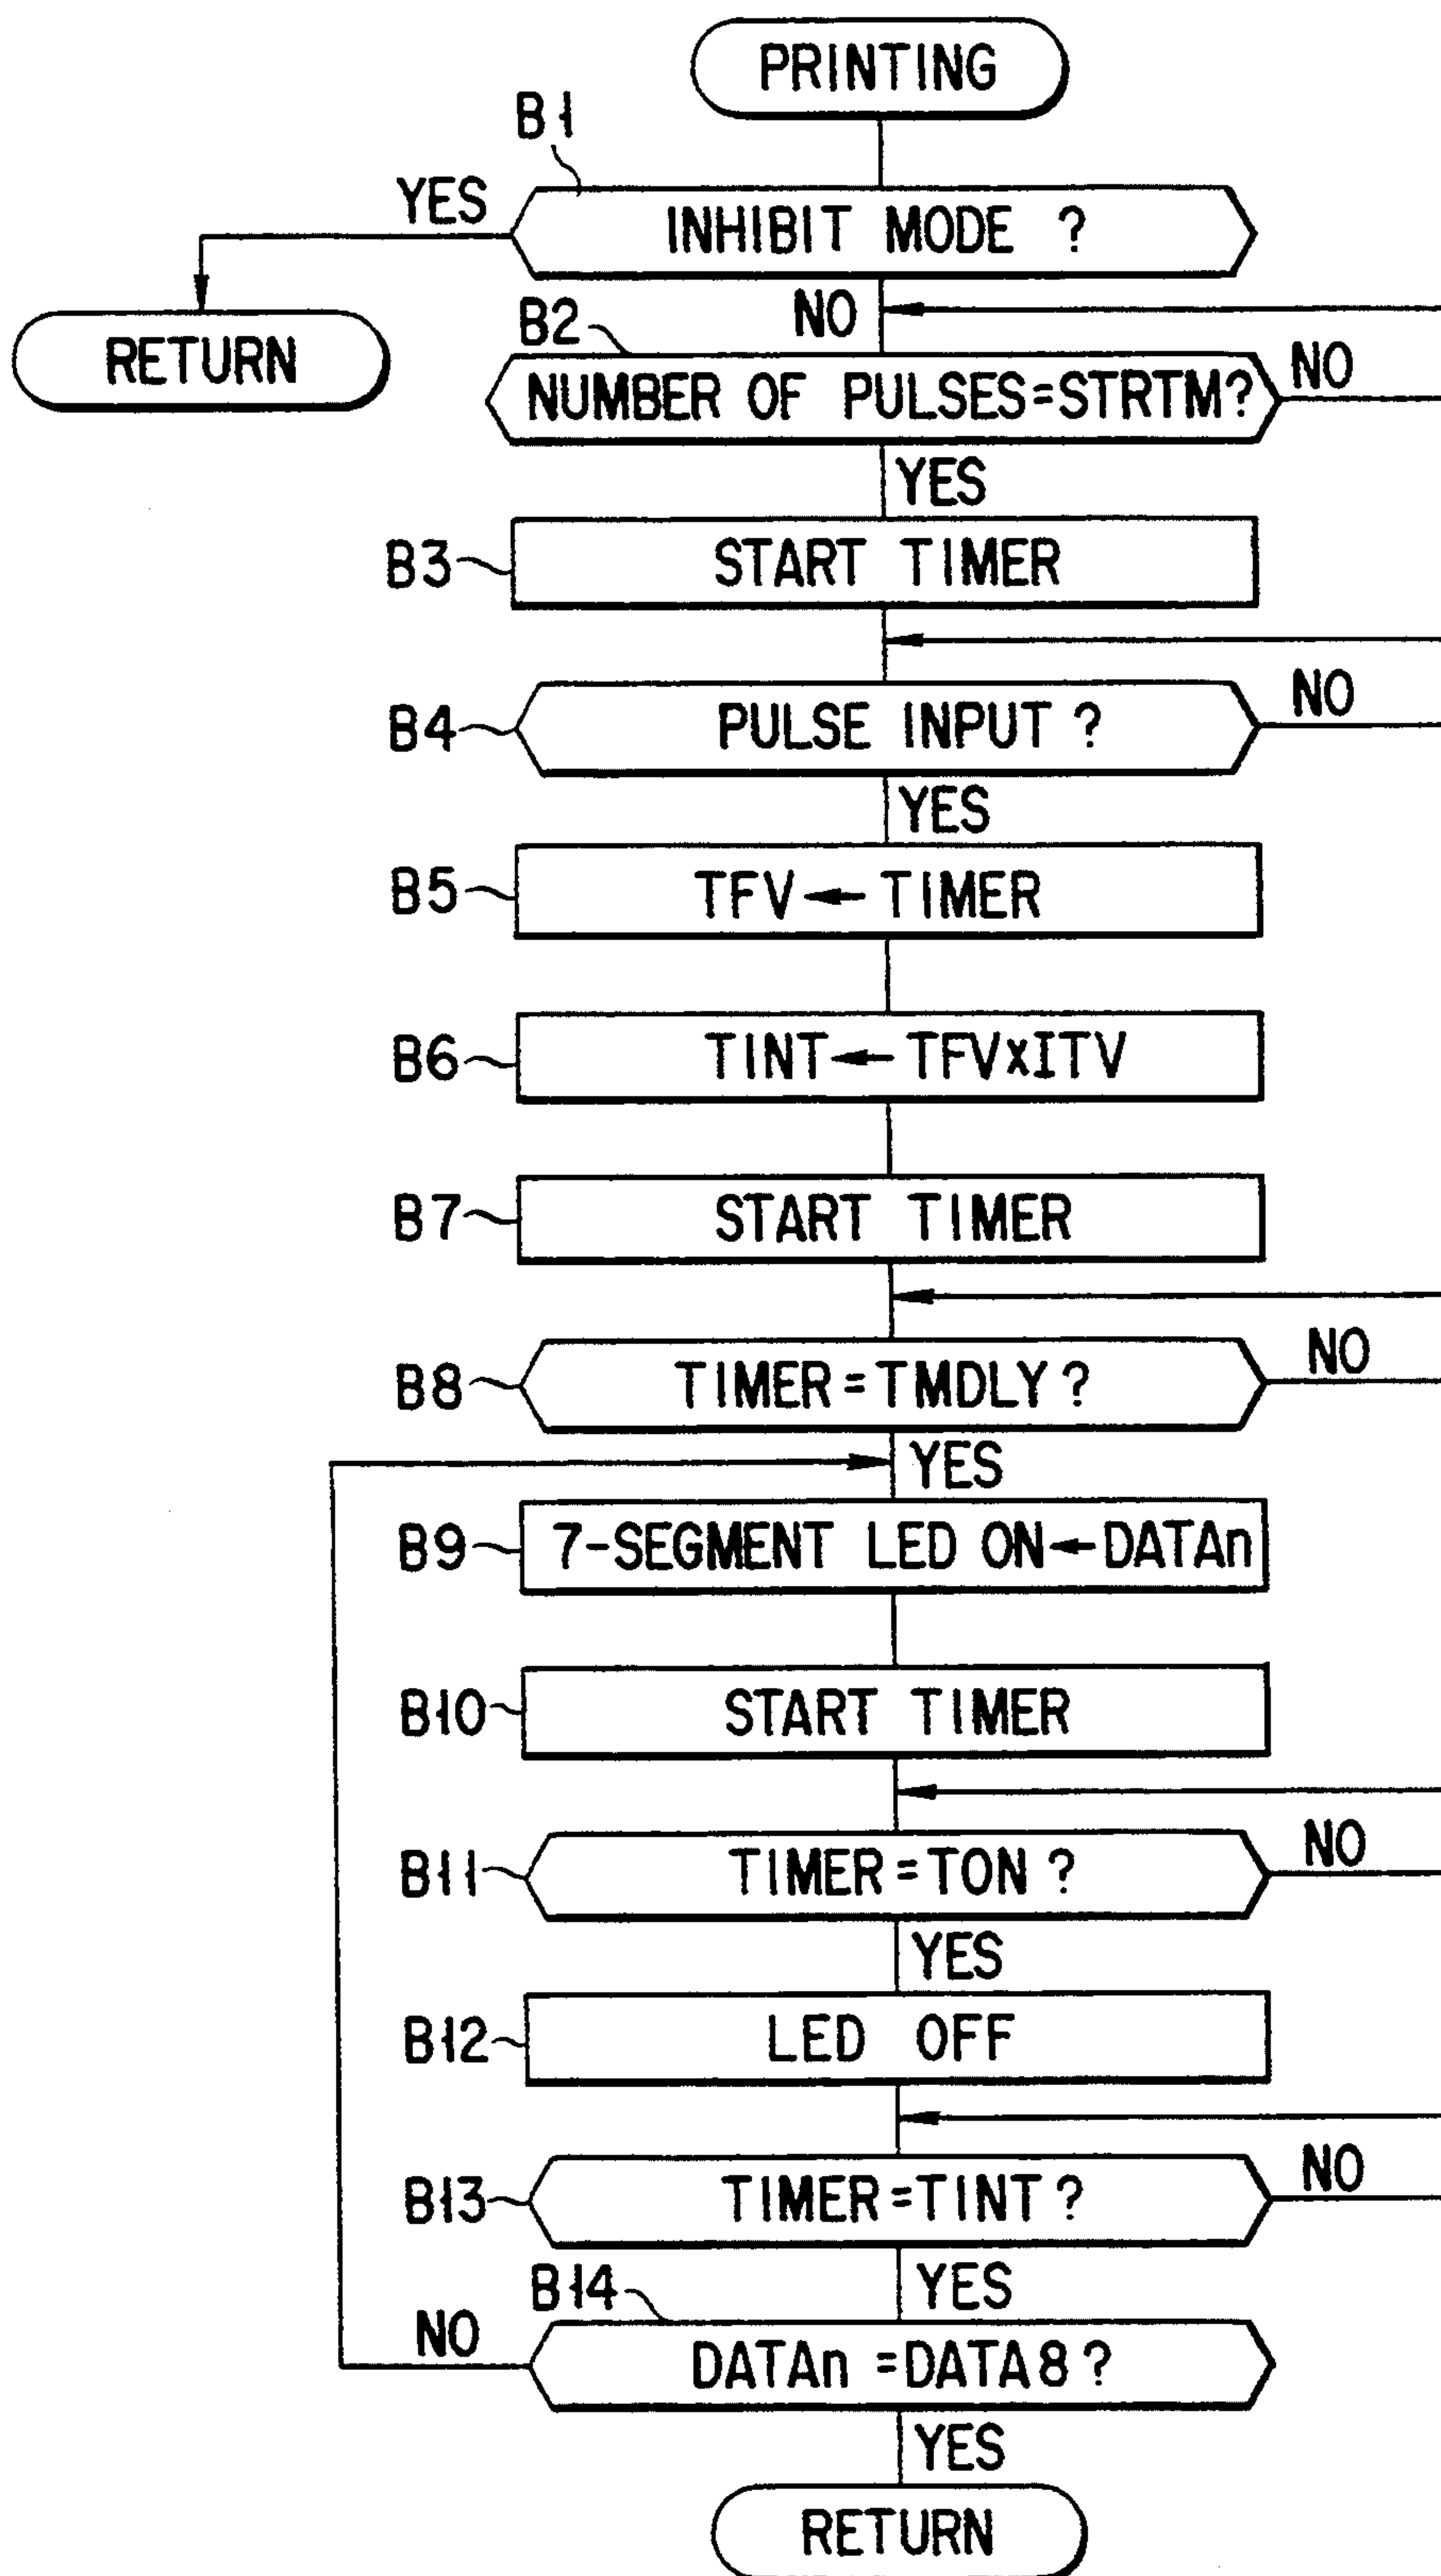 PRINTING
B1
YES
INHIBIT MODE ?
RETURN
NO
B2
NUMBER OF PULSES=STRTM?
NO
YES
B3
START TIMER
B4
PULSE INPUT ?
NO
YES
B5
TFV← TIMER
B6
TINT← TFVxITV
B7
START TIMER
B8
TIMER=TMDLY?
NO
YES
B9
7-SEGMENT LED ON←DATAn
B10
START TIMER
B11
TIMER=TON ?
NO
YES
B12
LED OFF
B13
TIMER=TINT?
NO
YES
B14
NO
DATAn =DATA8?
YES
RETURN